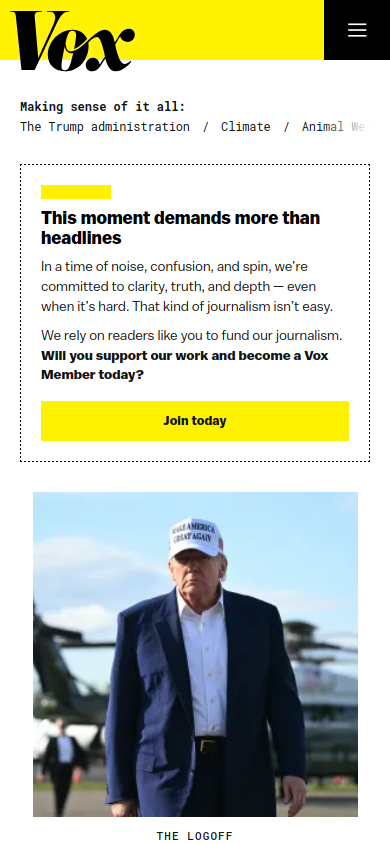 Vox
Making sense of it all:
The Trump administration / Climate / Animal We
This moment demands more than
headlines
In a time of noise, confusion, and spin, we’re
committed to clarity, truth, and depth — even
when it’s hard. That kind of journalism isn’t easy.
We rely on readers like you to fund our journalism.
Will you support our work and become a Vox
Member today?
Join today
MAKE AMERICA
GREAT AGAIN
THE LOGOFF